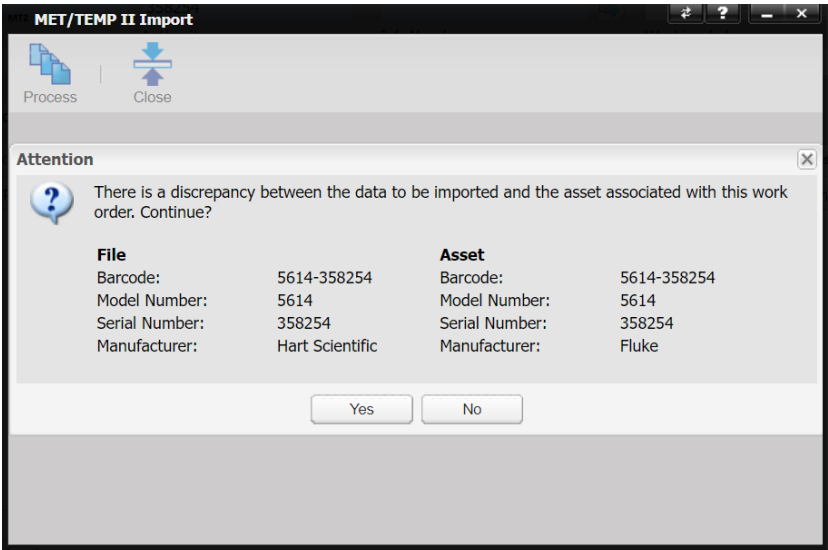 358254
MET/TEMP II Import
Process
Close
Attention
There is a discrepancy between the data to be imported and the asset associated with this work
order. Continue?
File Asset
Barcode: 5614-358254 Barcode: 5614-358254
Model Number: 5614 Model Number: 5614
Serial Number: 358254 Serial Number: 358254
Manufacturer: Hart Scientific Manufacturer: Fluke
Yes No